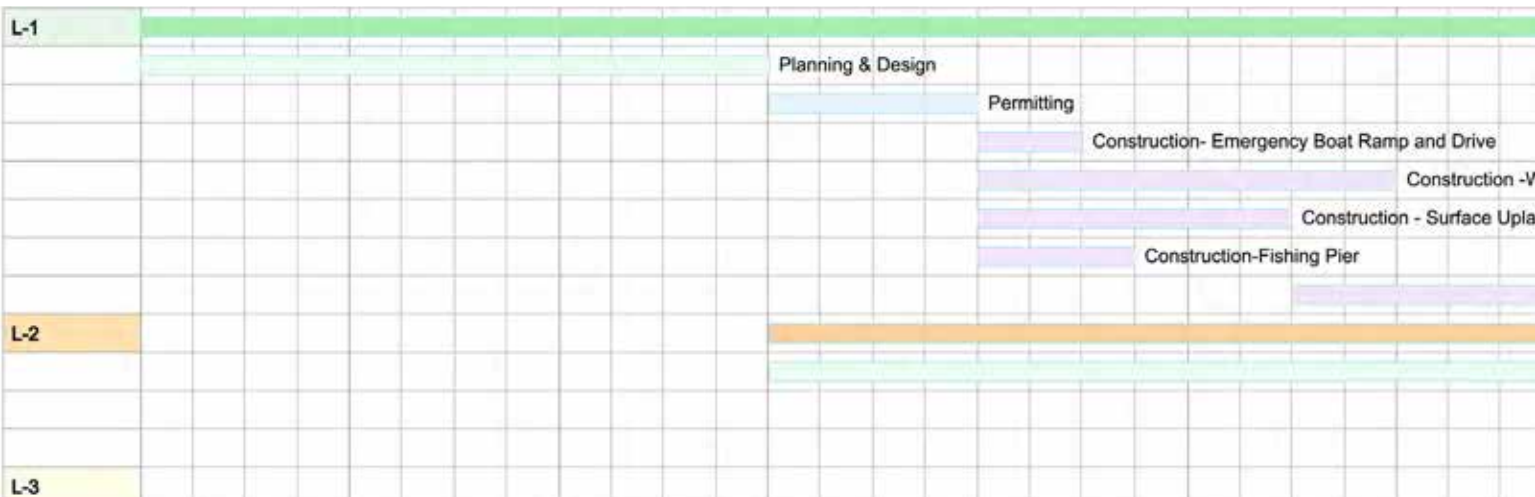 L-1
Planning & Design
Permitting
Construction- Emergency Boat Ramp and Drive
Construction -W
Construction - Surface Upla
Construction-Fishing Pier
L-2
L-3